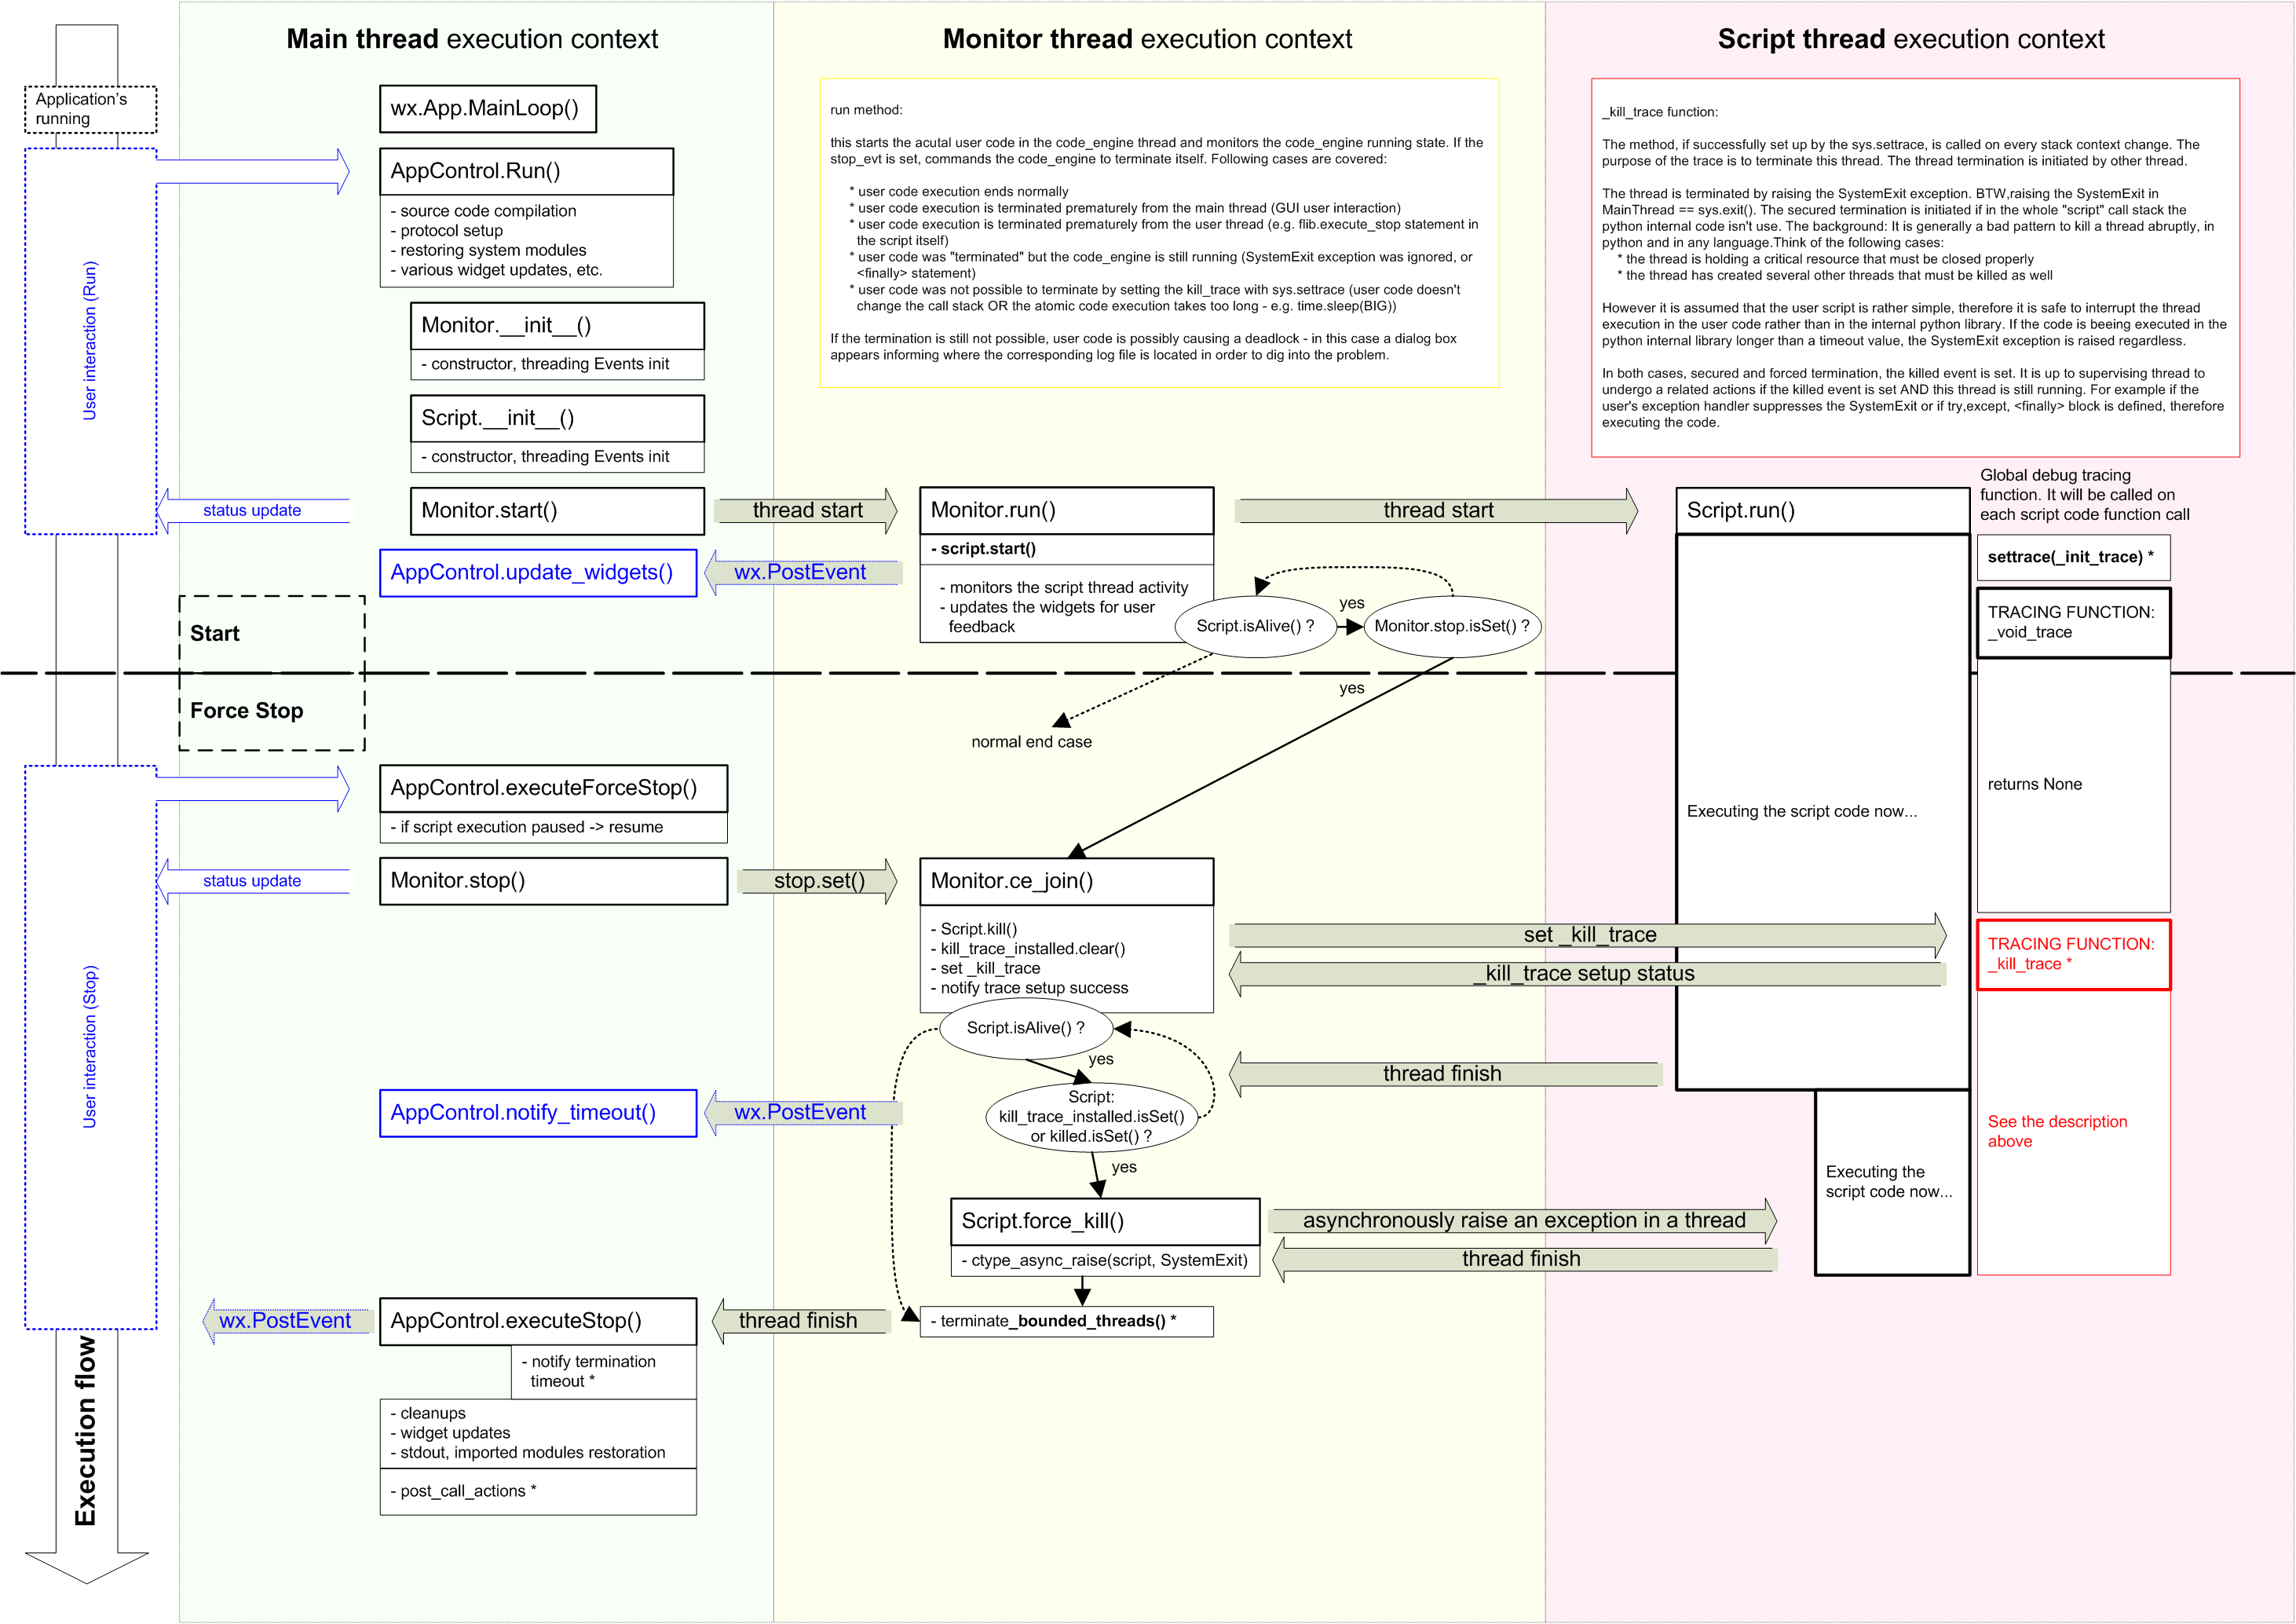 Main thread execution context
Monitor thread execution context
Script thread execution context
Application's
running
wx.App.MainLoop()
User interaction (Run)
AppControl.Run()
- source code compilation
- protocol setup
- restoring system modules
- various widget updates, etc.
Monitor.__init__()
- constructor, threading Events init
Script.__init__()
- constructor, threading Events init
run method:
this starts the acutal user code in the code_engine thread and monitors the code_engine running state. If the
stop_evt is set, commands the code_engine to terminate itself. Following cases are covered:
* user code execution ends normally
* user code execution is terminated prematurely from the main thread (GUI user interaction)
* user code execution is terminated prematurely from the user thread (e.g. flib.execute_stop statement in
the script itself)
* user code was "terminated" but the code_engine is still running (SystemExit exception was ignored, or
<finally> statement)
* user code was not possible to terminate by setting the kill_trace with sys.settrace (user code doesn't
change the call stack OR the atomic code execution takes too long - e.g. time.sleep(BIG))
If the termination is still not possible, user code is possibly causing a deadlock - in this case a dialog box
appears informing where the corresponding log file is located in order to dig into the problem.
_kill_trace function:
The method, if successfully set up by the sys.settrace, is called on every stack context change. The
purpose of the trace is to terminate this thread. The thread termination is initiated by other thread.
The thread is terminated by raising the SystemExit exception. BTW,raising the SystemExit in
MainThread == sys.exit(). The secured termination is initiated if in the whole "script" call stack the
python internal code isn't use. The background: It is generally a bad pattern to kill a thread abruptly, in
python and in any language.Think of the following cases:
* the thread is holding a critical resource that must be closed properly
* the thread has created several other threads that must be killed as well
However it is assumed that the user script is rather simple, therefore it is safe to interrupt the thread
execution in the user code rather than in the internal python library. If the code is beeing executed in the
python internal library longer than a timeout value, the SystemExit exception is raised regardless.
In both cases, secured and forced termination, the killed event is set. It is up to supervising thread to
undergo a related actions if the killed event is set AND this thread is still running. For example if the
user's exception handler suppresses the SystemExit or if try,except, <finally> block is defined, therefore
executing the code.
status update
Monitor.start()
thread start
Monitor.run()
- script.start()
- monitors the script thread activity
- updates the widgets for user
feedback
thread start
Script.run()
Global debug tracing
function. It will be called on
each script code function call
settrace(_init_trace) *
AppControl.update_widgets()
wx.PostEvent
Script.isAlive() ?
yes
Monitor.stop.isSet() ?
TRACING FUNCTION:
_void_trace
Start
Force Stop
yes
normal end case
returns None
Executing the script code now...
User interaction (Stop)
AppControl.executeForceStop()
- if script execution paused -> resume
status update
Monitor.stop()
stop.set()
Monitor.ce_join()
- Script.kill()
- kill_trace_installed.clear()
- set _kill_trace
- notify trace setup success
set _kill_trace
_kill_trace setup status
TRACING FUNCTION:
_kill_trace *
Script.isAlive() ?
yes
thread finish
AppControl.notify_timeout()
wx.PostEvent
Script:
kill_trace_installed.isSet()
or killed.isSet() ?
yes
See the description
above
Executing the
script code now...
Script.force_kill()
- ctype_async_raise(script, SystemExit)
asynchronously raise an exception in a thread
thread finish
wx.PostEvent
AppControl.executeStop()
thread finish
- terminate_bounded_threads() *
- notify termination
timeout *
- cleanups
- widget updates
- stdout, imported modules restoration
- post_call_actions *
Execution flow